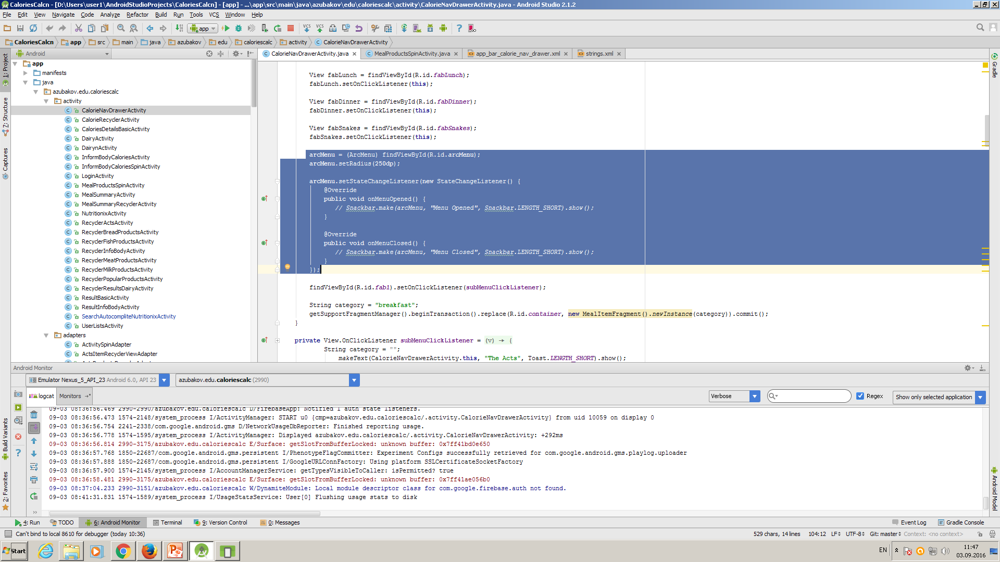 CaloriesCalcn - [D:\Users\user1\AndroidStudioProjects\CaloriesCalcn] - [app] - ...\app\src\main\java\azubakov\edu\caloriescalc\activity\CalorieNavDrawerActivity.java - Android Studio 2.1.2
File Edit View Navigate Code Analyze Refactor Build Run Tools VCS Window Help
app
CaloriesCalcn app src main java azubakov edu caloriescalc activity CalorieNavDrawerActivity
Android
CalorieNavDrawerActivity.java MealProductsSpinActivity.java app_bar_calorie_nav_drawer.xml strings.xml
1: Project
Z: Structure
Captures
Build Variants
2: Favorites
app
manifests
java
azubakov.edu.caloriescalc
activity
CalorieNavDrawerActivity
CalorieRecyclerActivity
CaloriesDetailsBasicActivity
DairyActivity
DairynActivity
InformBodyCaloriesActivity
InformBodyCaloriesSpinActivity
LoginActivity
MealProductsSpinActivity
MealSummaryActivity
MealSummaryRecyclerActivity
NutritionixActivity
RecyclerActsActivity
RecyclerBreadProductsActivity
RecyclerFishProductsActivity
RecyclerInfoBodyActivity
RecyclerMeatProductsActivity
RecyclerMilkProductsActivity
RecyclerPopularProductsActivity
RecyclerResultsDairyActivity
ResultBasicActivity
ResultInfoBodyActivity
SearchAutocompliteNutritionixActivity
UserListsActivity
adapters
ActivitySpinAdapter
ActsItemRecyclerViewAdapter
View fabLunch = findViewById(R.id.fabLunch);
fabLunch.setOnClickListener(this);
View fabDinner = findViewById(R.id.fabDinner);
fabDinner.setOnClickListener(this);
View fabSnakes = findViewById(R.id.fabSnakes);
fabSnakes.setOnClickListener(this);
arcMenu = (ArcMenu) findViewById(R.id.arcMenu);
arcMenu.setRadius(250dp);
arcMenu.setStateChangeListener(new StateChangeListener() {
@Override
public void onMenuOpened() {
// Snackbar.make(arcMenu, "Menu Opened", Snackbar.LENGTH_SHORT).show();
}
@Override
public void onMenuClosed() {
// Snackbar.make(arcMenu, "Menu Closed", Snackbar.LENGTH_SHORT).show();
}
});
findViewById(R.id.fab1).setOnClickListener(subMenuClickListener);
String category = "breakfast";
getSupportFragmentManager().beginTransaction().replace(R.id.container, new MealItemFragment().newInstance(category)).commit();
}
private View.OnClickListener subMenuClickListener = (v) → {
String category = "";
makeText(CalorieNavDrawerActivity.this, "The Acts", Toast.LENGTH_SHORT).show();
Gradle
Android Model
Android Monitor
Emulator Nexus_5_API_23 Android 6.0, API 23 azubakov.edu.caloriescalc (2990)
logcat Monitors Verbose Regex Show only selected application
09-03 08:36:56.469 2990-2990/azubakov.edu.caloriescalc D/FirebaseApp: Notified 1 auth state listeners.
09-03 08:36:56.473 1574-2148/system_process I/ActivityManager: START u0 {cmp=azubakov.edu.caloriescalc/.activity.CalorieNavDrawerActivity} from uid 10059 on display 0
09-03 08:36:56.754 2241-2338/com.google.android.gms D/NetworkUsageDbReporter: Finished reporting usage.
09-03 08:36:56.778 1574-1595/system_process I/ActivityManager: Displayed azubakov.edu.caloriescalc/.activity.CalorieNavDrawerActivity: +292ms
09-03 08:36:56.814 2990-3175/azubakov.edu.caloriescalc E/Surface: getSlotFromBufferLocked: unknown buffer: 0x7ff41bd0e650
09-03 08:36:57.768 1850-22687/com.google.android.gms.persistent I/PhenotypeFlagCommitter: Experiment Configs successfully retrieved for com.google.android.gms.playlog.uploader
09-03 08:36:57.888 1850-22687/com.google.android.gms.persistent I/GoogleURLConnFactory: Using platform SSLCertificateSocketFactory
09-03 08:36:57.900 1574-2145/system_process I/AccountManagerService: getTypesVisibleToCaller: isPermitted? true
09-03 08:36:58.481 2990-3175/azubakov.edu.caloriescalc E/Surface: getSlotFromBufferLocked: unknown buffer: 0x7ff41ae056b0
09-03 08:37:04.233 2990-3151/azubakov.edu.caloriescalc W/DynamiteModule: Local module descriptor class for com.google.firebase.auth not found.
09-03 08:41:31.831 1574-1589/system_process I/UsageStatsService: User[0] Flushing usage stats to disk
4: Run TODO 6: Android Monitor Terminal 9: Version Control 0: Messages Event Log Gradle Console
Can't bind to local 8610 for debugger (today 10:36) 529 chars, 14 lines 104:12 LF UTF-8 Git: master Context: <no context>
Start EN 11:47
03.09.2016